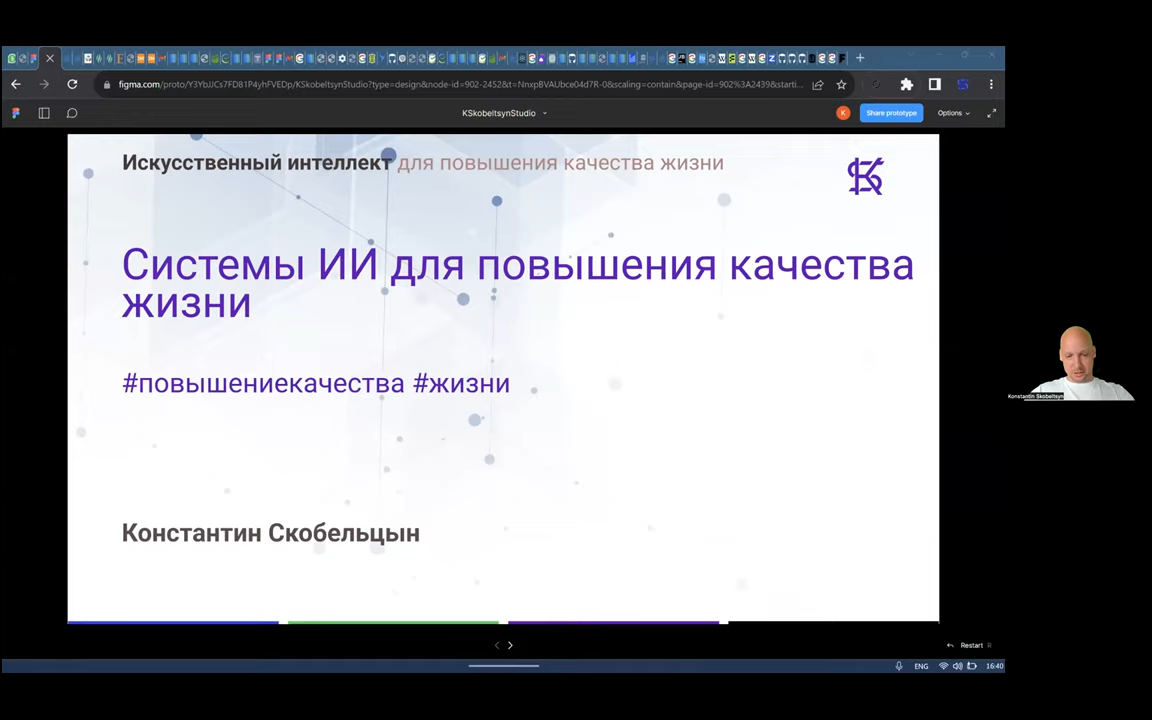 figma.com/proto/Y3YbJJCs7FD81P4yhFVEDp/KSkobeltsynStudio?type=design&node-id=902-2452&t=NnxpBVAUbce04d7R-0&scaling=contain&page-id=902%3A2439&starti...
KSkobeltsynStudio
K
Share prototype
Options
Искусственный интеллект для повышения качества жизни
Системы ИИ для повышения качества
жизни
#повышениекачества #жизни
Константин Скобельцын
Konstantin Skobeltsyn
Restart R
ENG
16:40